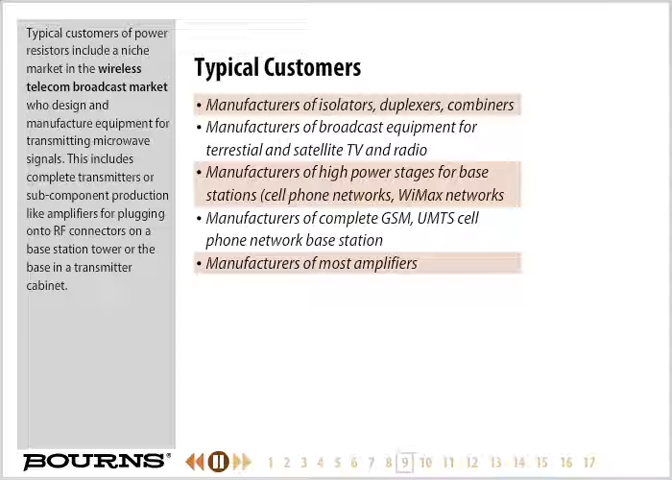 Typical customers of power
resistors include a niche
market in the wireless
telecom broadcast market
who design and
manufacture equipment for
transmitting microwave
signals. This includes
complete transmitters or
sub-component production
like amplifiers for plugging
onto RF connectors on a
base station tower or the
base in a transmitter
cabinet.
Typical Customers
• Manufacturers of isolators, duplexers, combiners
• Manufacturers of broadcast equipment for
terrestial and satellite TV and radio
• Manufacturers of high power stages for base
stations (cell phone networks, WiMax networks
• Manufacturers of complete GSM, UMTS cell
phone network base station
• Manufacturers of most amplifiers
BOURNS®
1 2 3 4 5 6 7 8 9 10 11 12 13 14 15 16 17